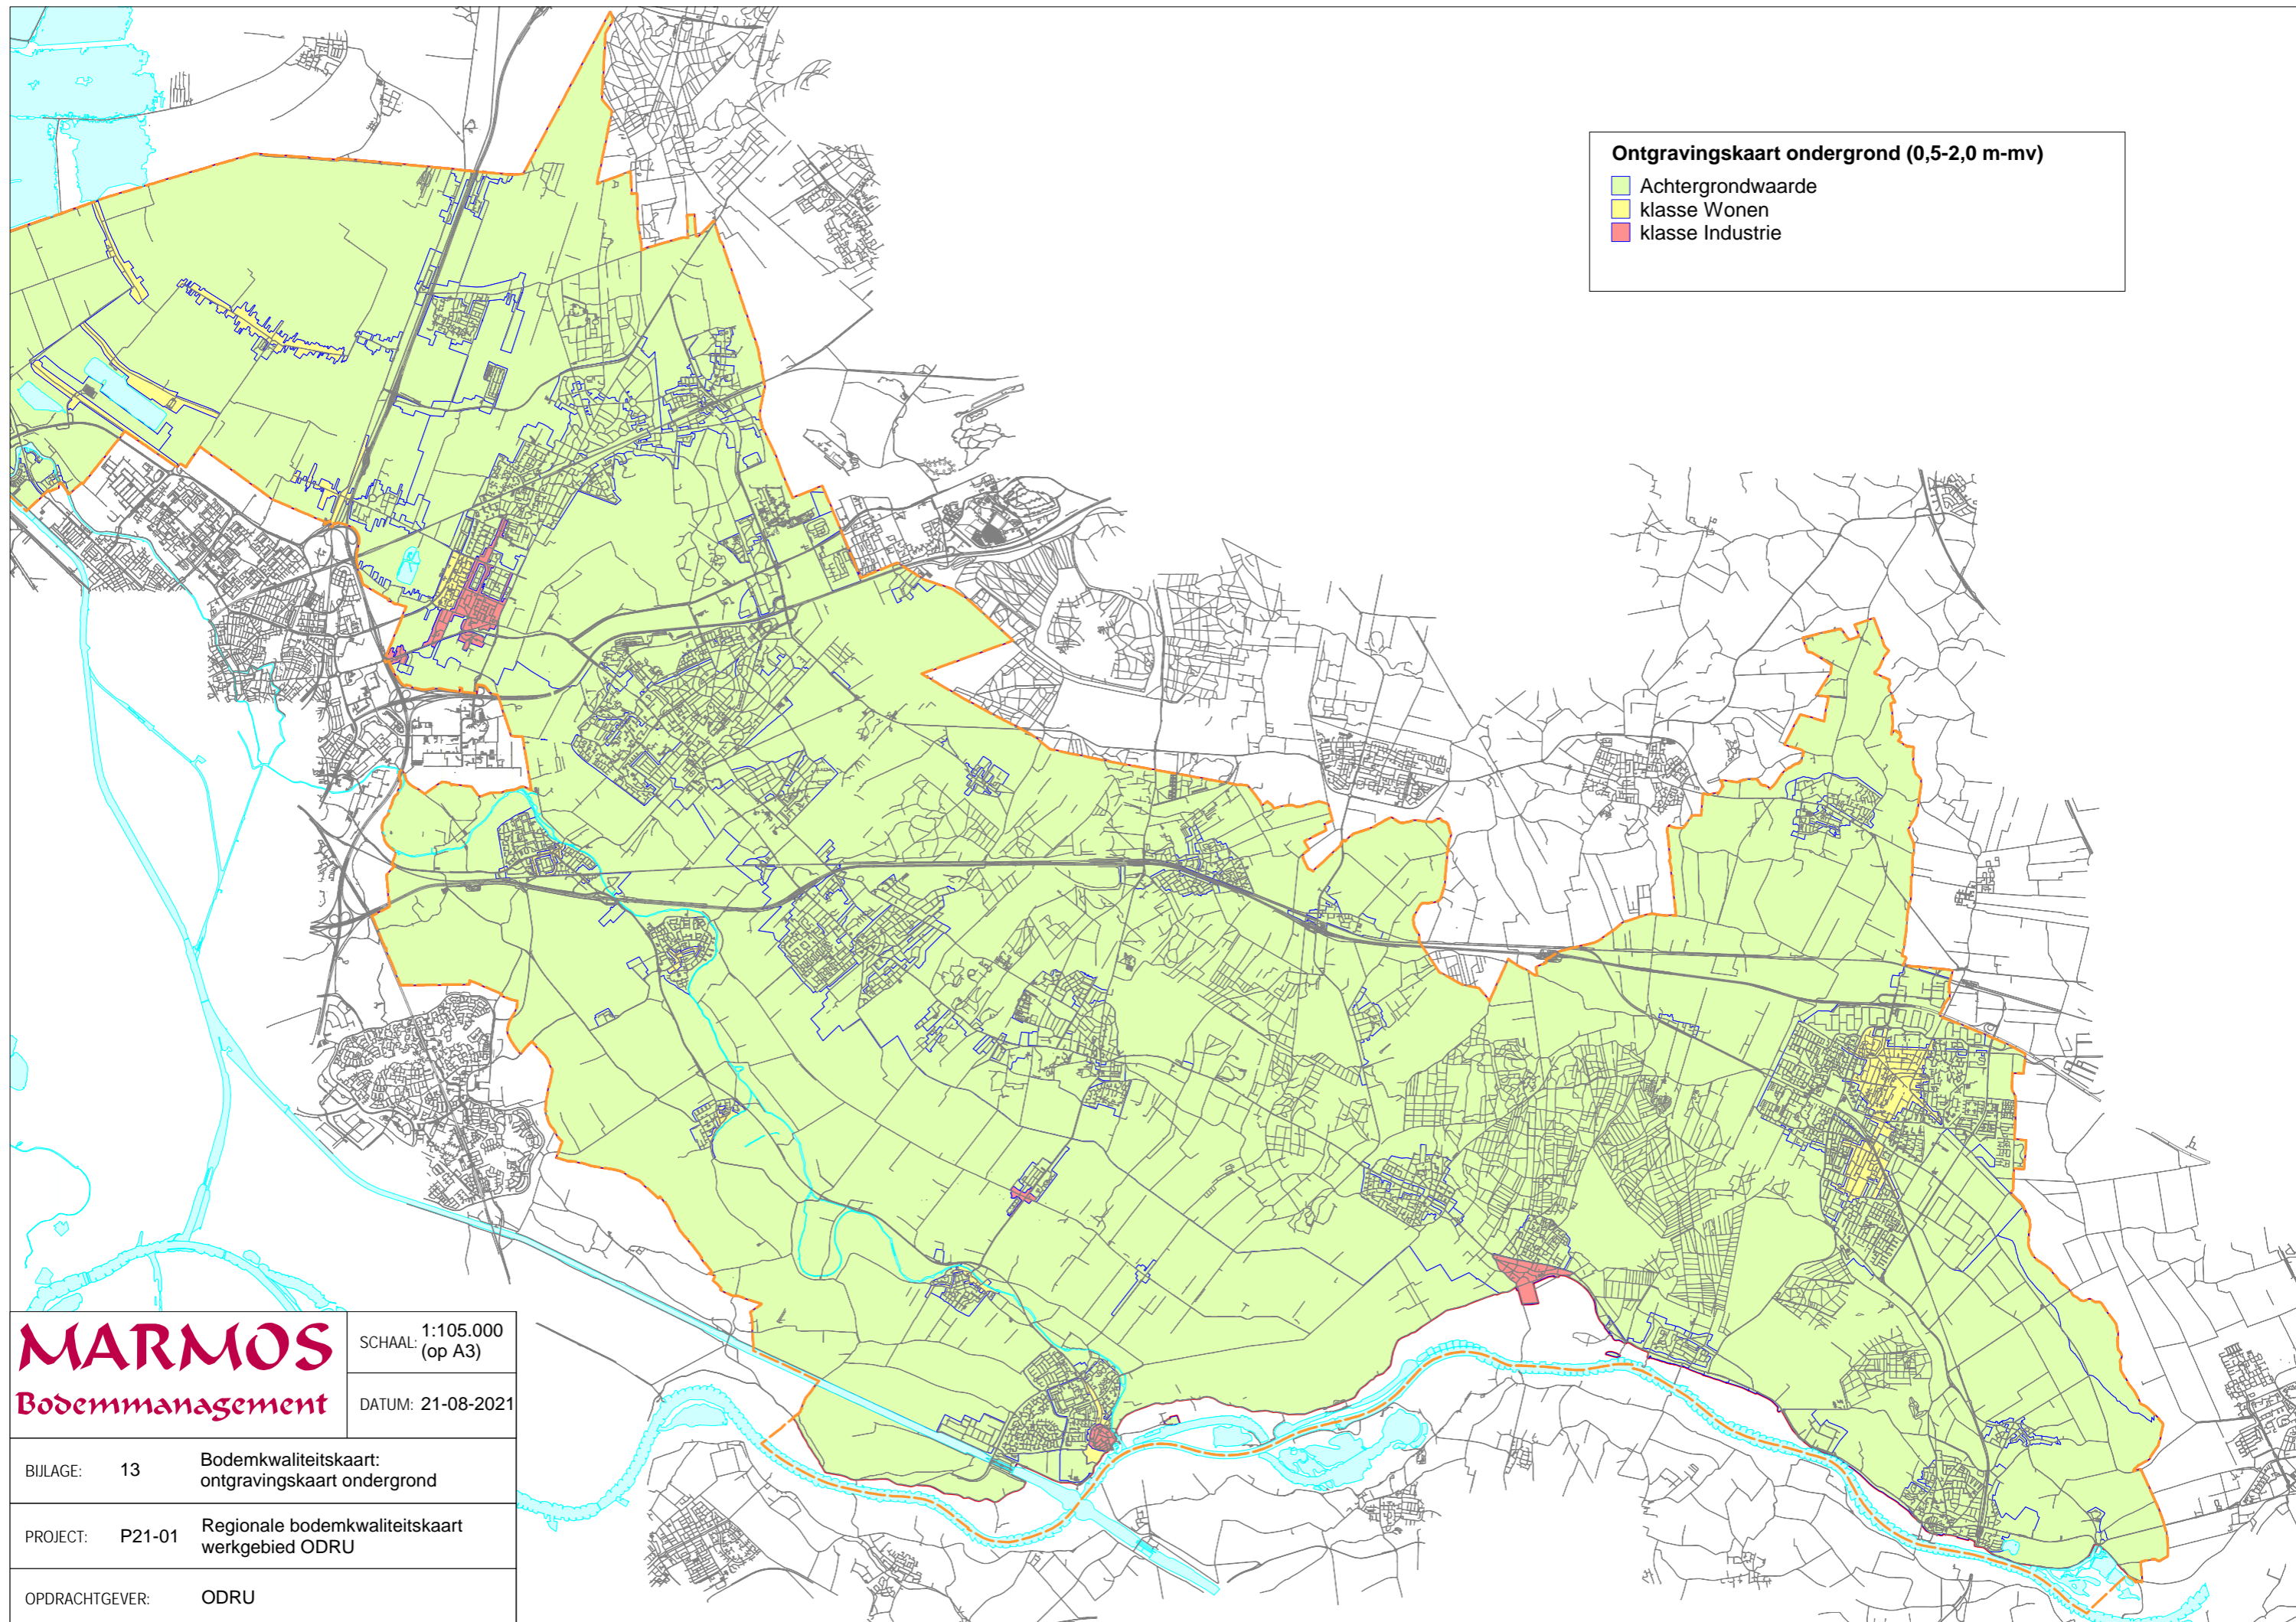 Ontgravingskaart ondergrond (0,5-2,0 m-mv)
Achtergrondwaarde
klasse Wonen
klasse Industrie
MARMOS
Bodemmanagement
SCHAAL: 1:105.000
(op A3)
DATUM: 21-08-2021
BIJLAGE: 13 Bodemkwaliteitskaart:
ontgravingskaart ondergrond
PROJECT: P21-01 Regionale bodemkwaliteitskaart
werkgebied ODRU
OPDRACHTGEVER: ODRU